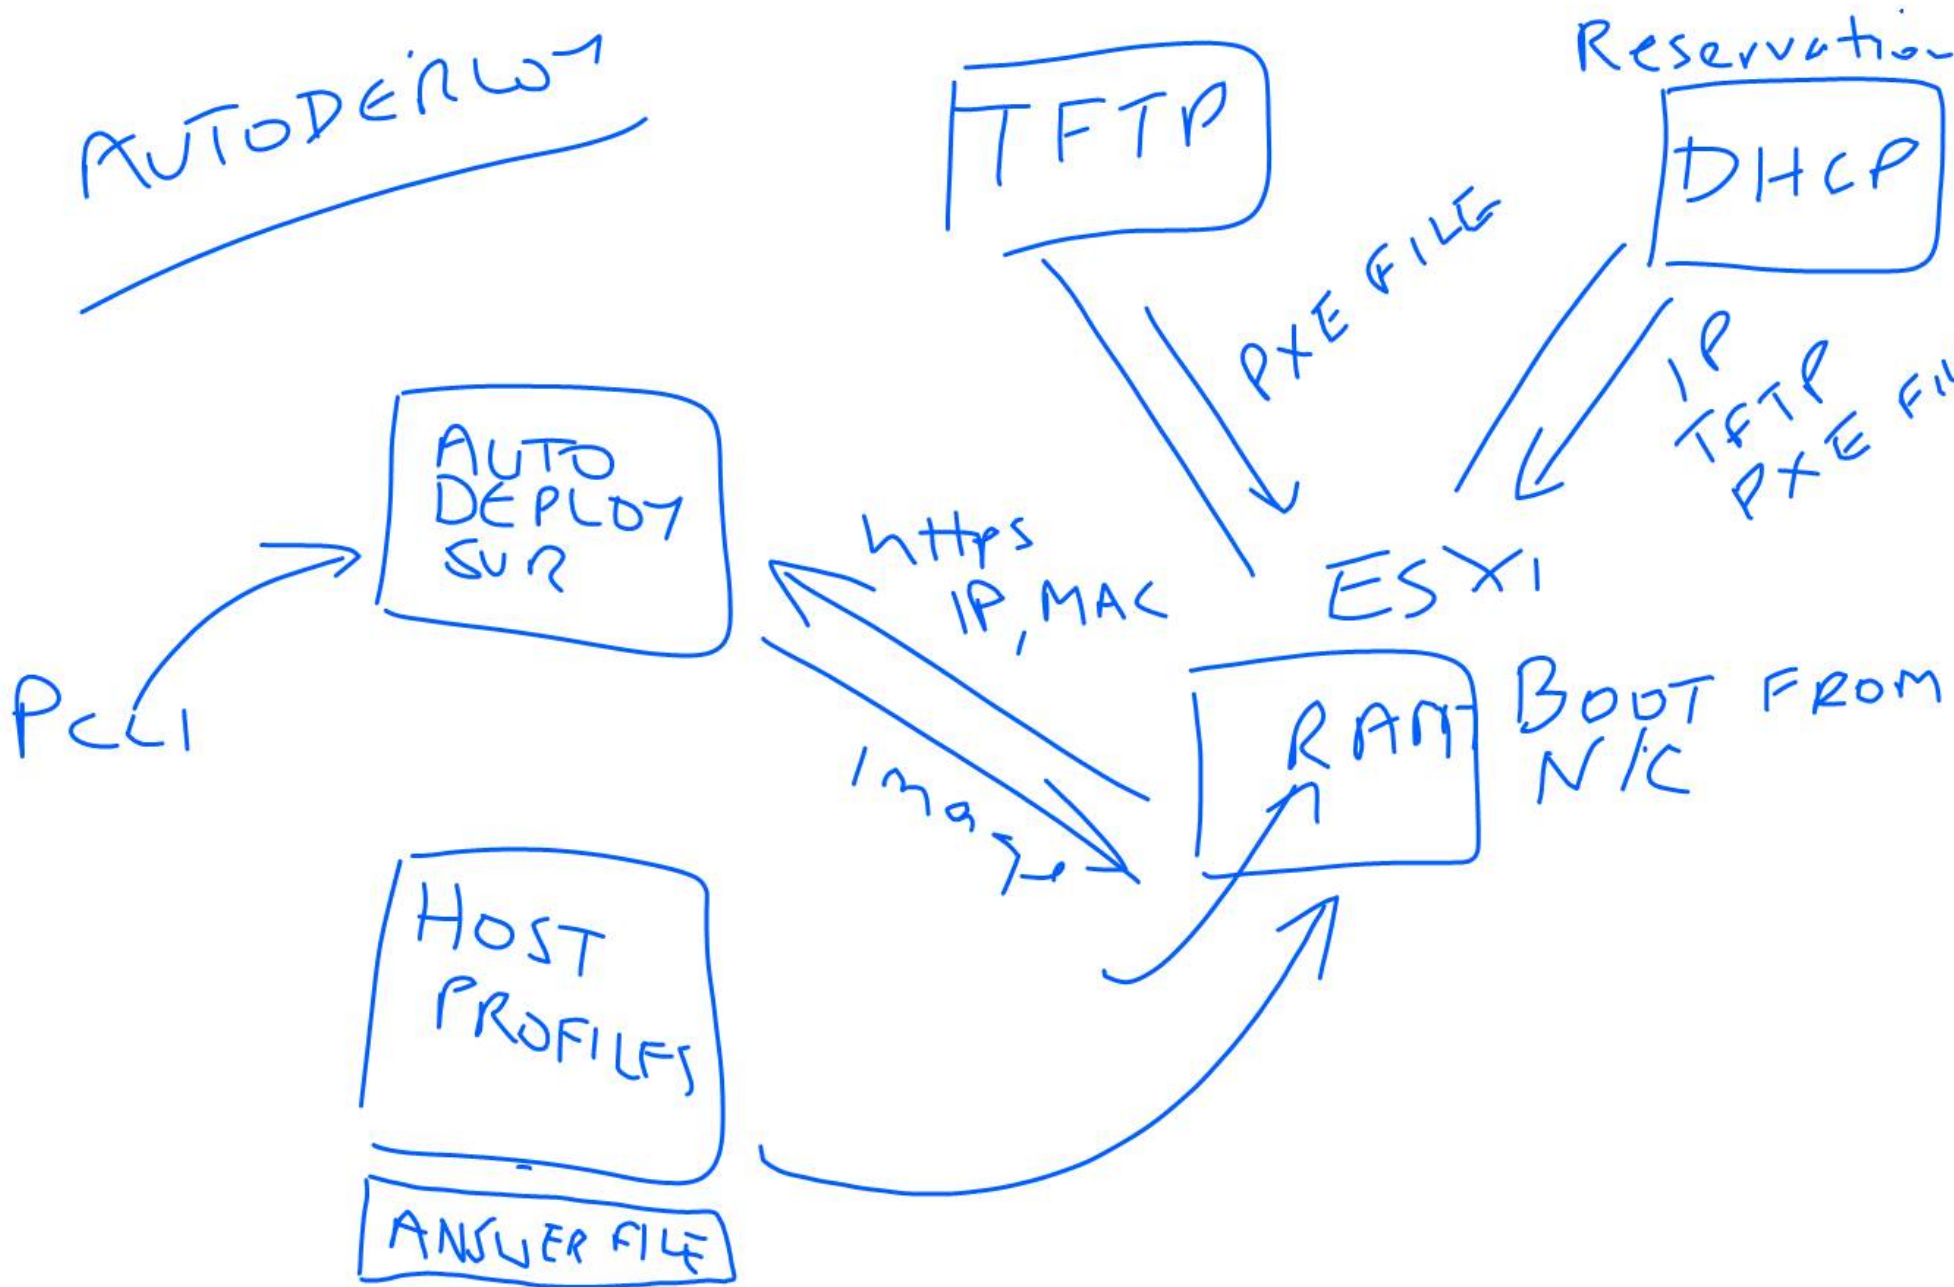 AUTODEPLOY
TFTP
Reservation
DHCP
PXE FILE
IP
TFTP
PXE FIL
AUTO
DEPLOY
SVR
https
IP, MAC
ESXI
PCLI
RAM
BOOT FROM
NIC
Image
HOST
PROFILES
ANSWER FILE